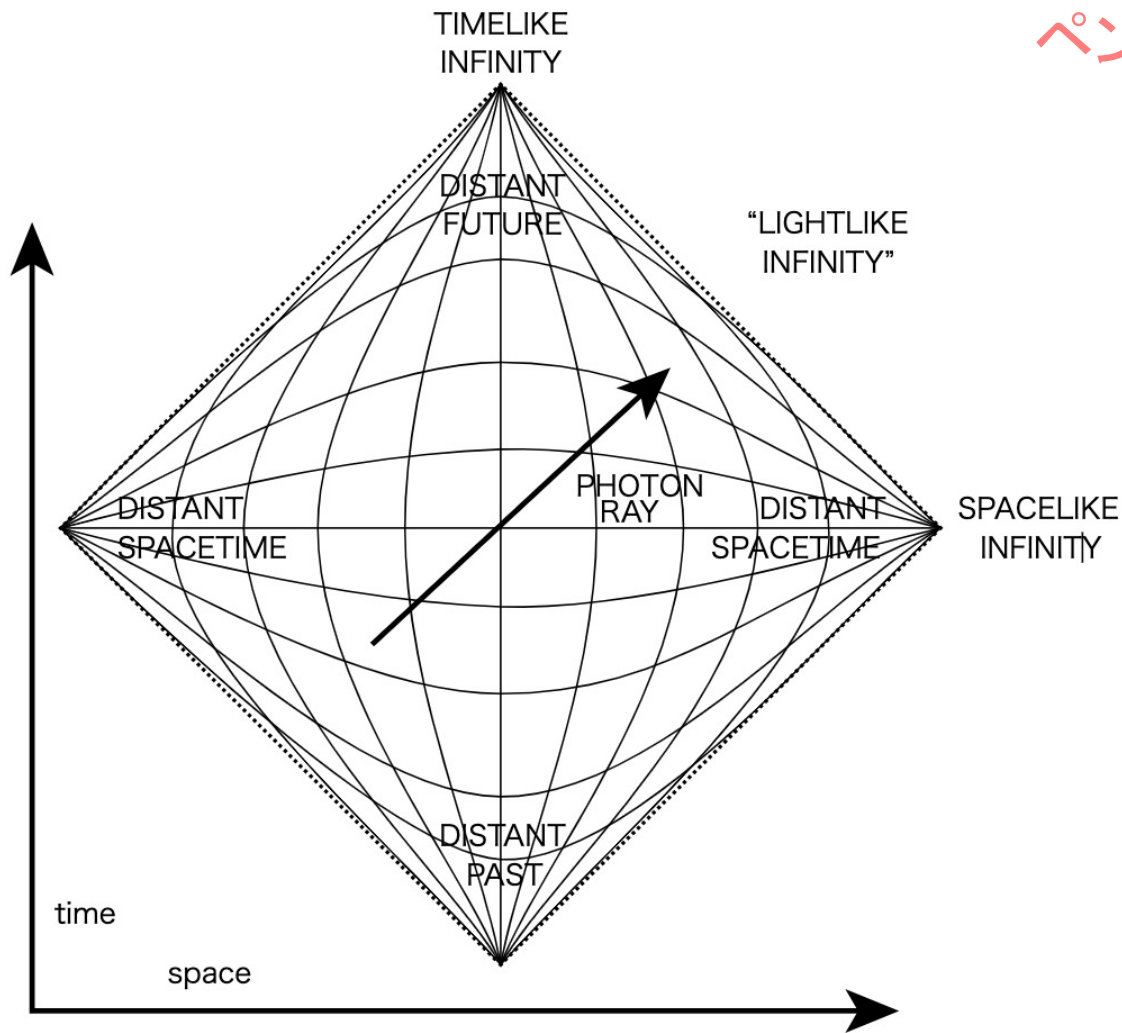 TIMELIKE
INFINITY
ペン
DISTANT
FUTURE
“LIGHTLIKE
INFINITY”
PHOTON
RAY
DISTANT
SPACETIME
DISTANT
SPACETIME
SPACELIKE
INFINITY
DISTANT
PAST
time
space